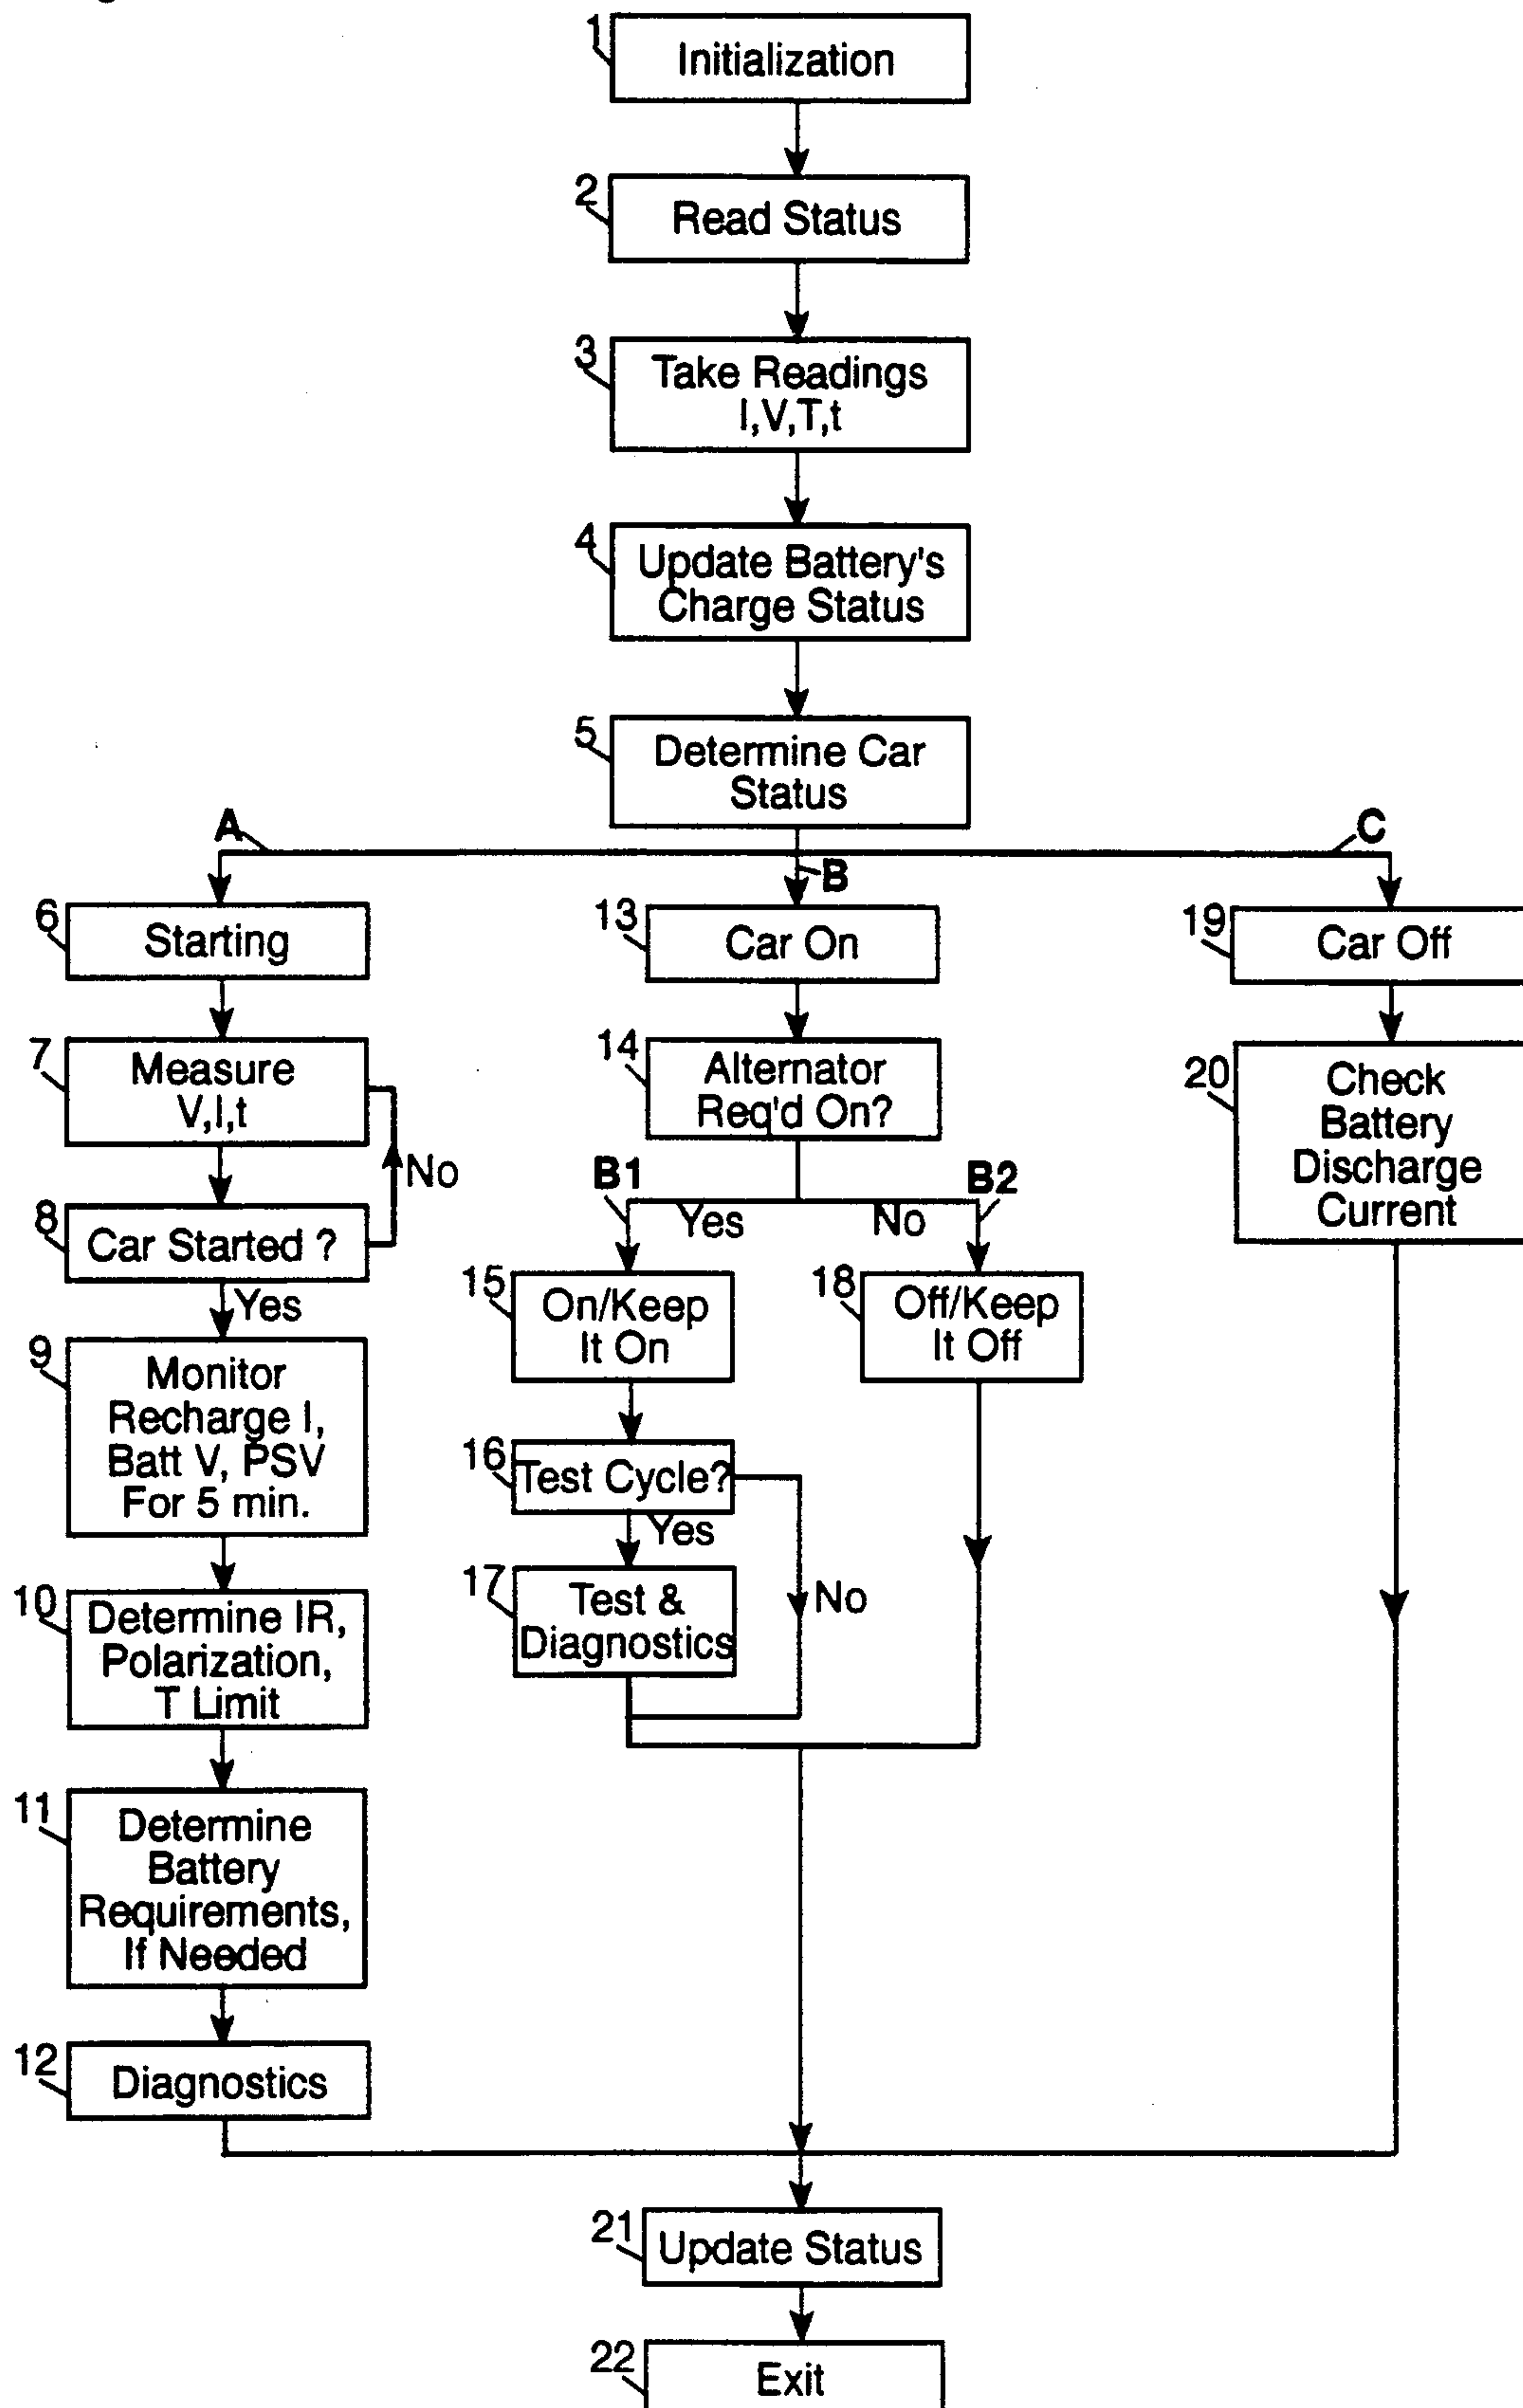 1
Initialization
2
Read Status
3
Take Readings
I,V,T,t
4
Update Battery's
Charge Status
5
Determine Car
Status
A
B
C
6
Starting
7
Measure
V,I,t
No
8
Car Started ?
Yes
9
Monitor
Recharge I,
Batt V, PSV
For 5 min.
10
Determine IR,
Polarization,
T Limit
11
Determine
Battery
Requirements,
If Needed
12
Diagnostics
13
Car On
14
Alternator
Req'd On?
B1
Yes
No
B2
15
On/Keep
It On
16
Test Cycle?
Yes
No
17
Test &
Diagnostics
18
Off/Keep
It Off
19
Car Off
20
Check
Battery
Discharge
Current
21
Update Status
22
Exit